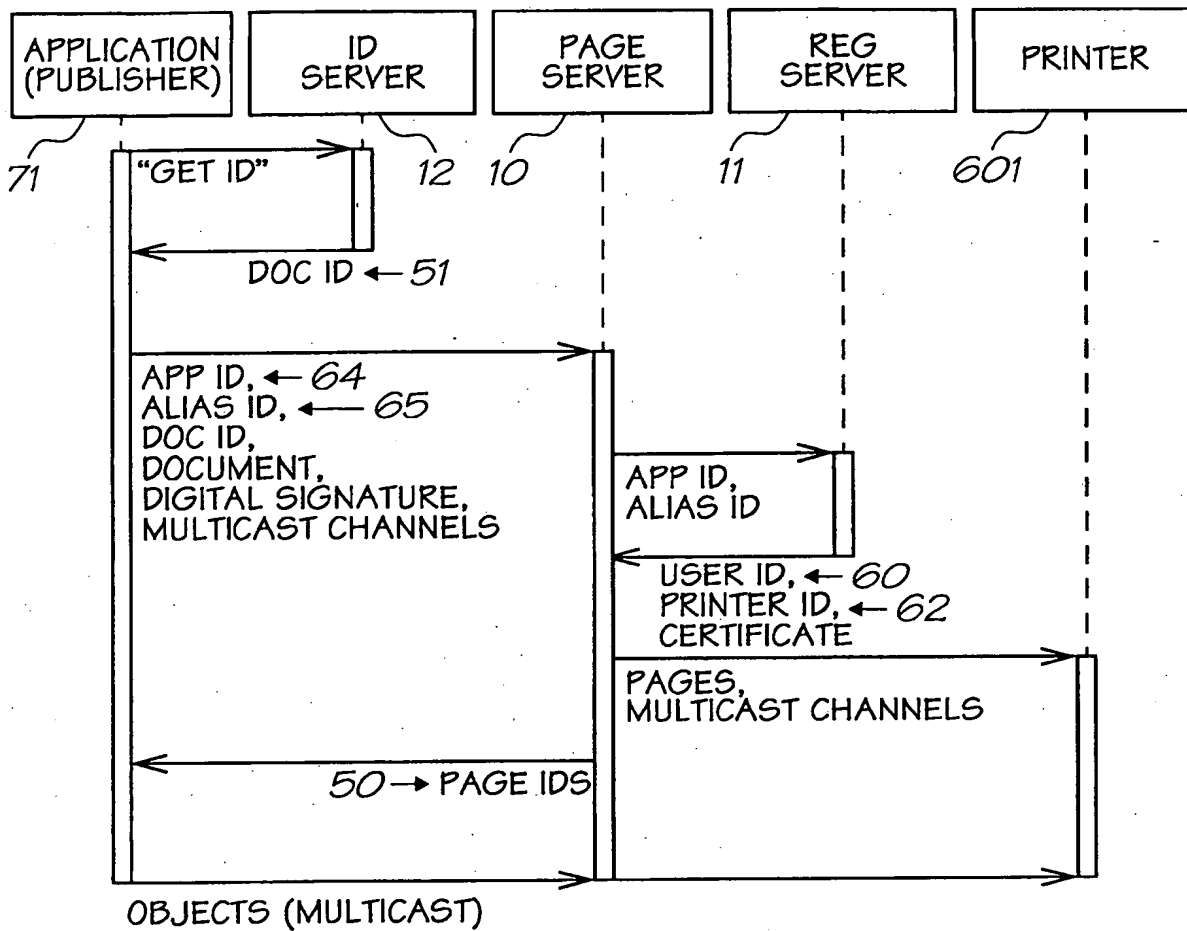 APPLICATION
(PUBLISHER)
ID
SERVER
PAGE
SERVER
REG
SERVER
PRINTER
71
12
10
11
601
"GET ID"
DOC ID ← 51
APP ID, ← 64
ALIAS ID, ← 65
DOC ID,
DOCUMENT,
DIGITAL SIGNATURE,
MULTICAST CHANNELS
APP ID,
ALIAS ID
USER ID, ← 60
PRINTER ID, ← 62
CERTIFICATE
PAGES,
MULTICAST CHANNELS
50 → PAGE IDS
OBJECTS (MULTICAST)